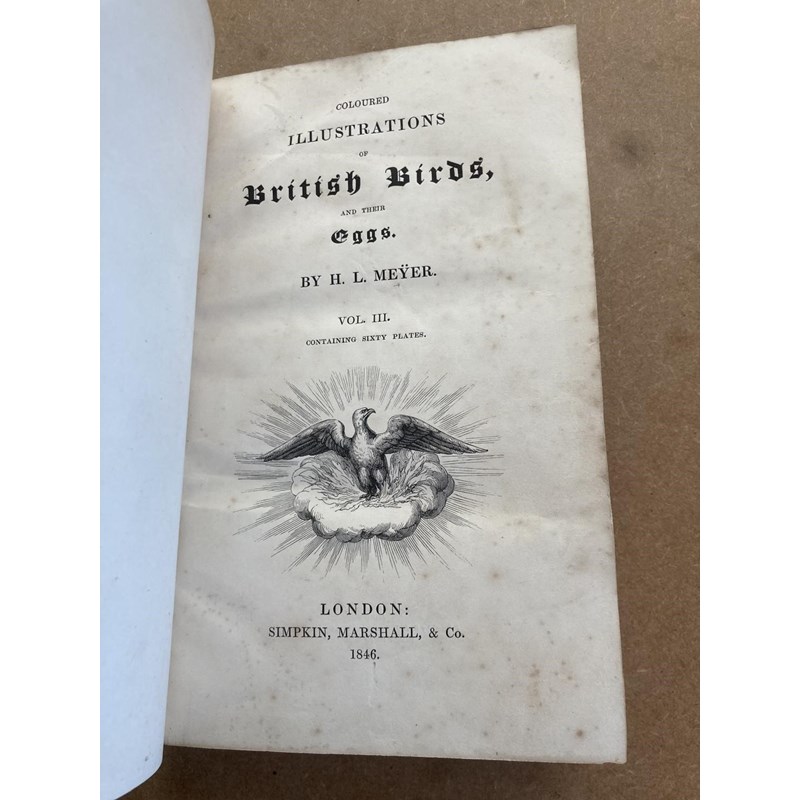 COLOURED
ILLUSTRATIONS
OF
British Birds,
AND THEIR
Eggs.
BY H. L. MEŸER.
VOL. III.
CONTAINING SIXTY PLATES.
LONDON:
SIMPKIN, MARSHALL, & Co.
1846.